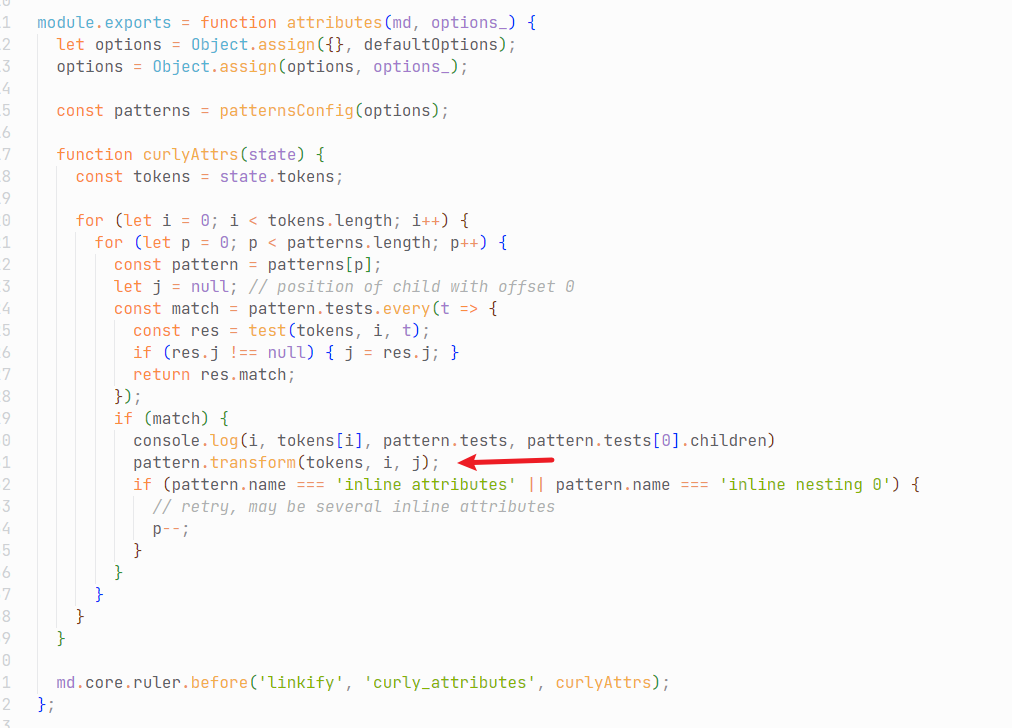 1 module.exports = function attributes(md, options_) {
2   let options = Object.assign({}, defaultOptions);
3   options = Object.assign(options, options_);
4
5   const patterns = patternsConfig(options);
6
7   function curlyAttrs(state) {
8     const tokens = state.tokens;
9
0     for (let i = 0; i < tokens.length; i++) {
1       for (let p = 0; p < patterns.length; p++) {
2         const pattern = patterns[p];
3         let j = null; // position of child with offset 0
4         const match = pattern.tests.every(t => {
5           const res = test(tokens, i, t);
6           if (res.j !== null) { j = res.j; }
7           return res.match;
8         });
9         if (match) {
0           console.log(i, tokens[i], pattern.tests, pattern.tests[0].children)
1           pattern.transform(tokens, i, j);
2           if (pattern.name === 'inline attributes' || pattern.name === 'inline nesting 0') {
3             // retry, may be several inline attributes
4             p--;
5           }
6         }
7       }
8     }
9   }
0
1   md.core.ruler.before('linkify', 'curly_attributes', curlyAttrs);
2 };